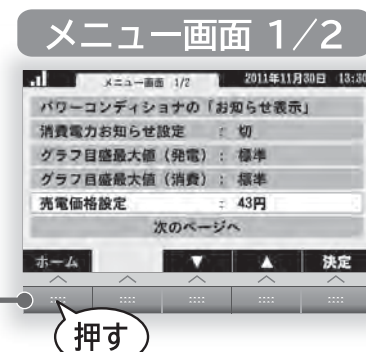 メニュー画面 1/2
メニュー画面 1/2 2011年11月30日 13:30
パワーコンディショナの「お知らせ表示」
消費電力お知らせ設定 : 切
グラフ目盛最大値（発電） : 標準
グラフ目盛最大値（消費） : 標準
売電価格設定 : 43円
次のページへ
ホーム ▼ ▲ 決定
押す